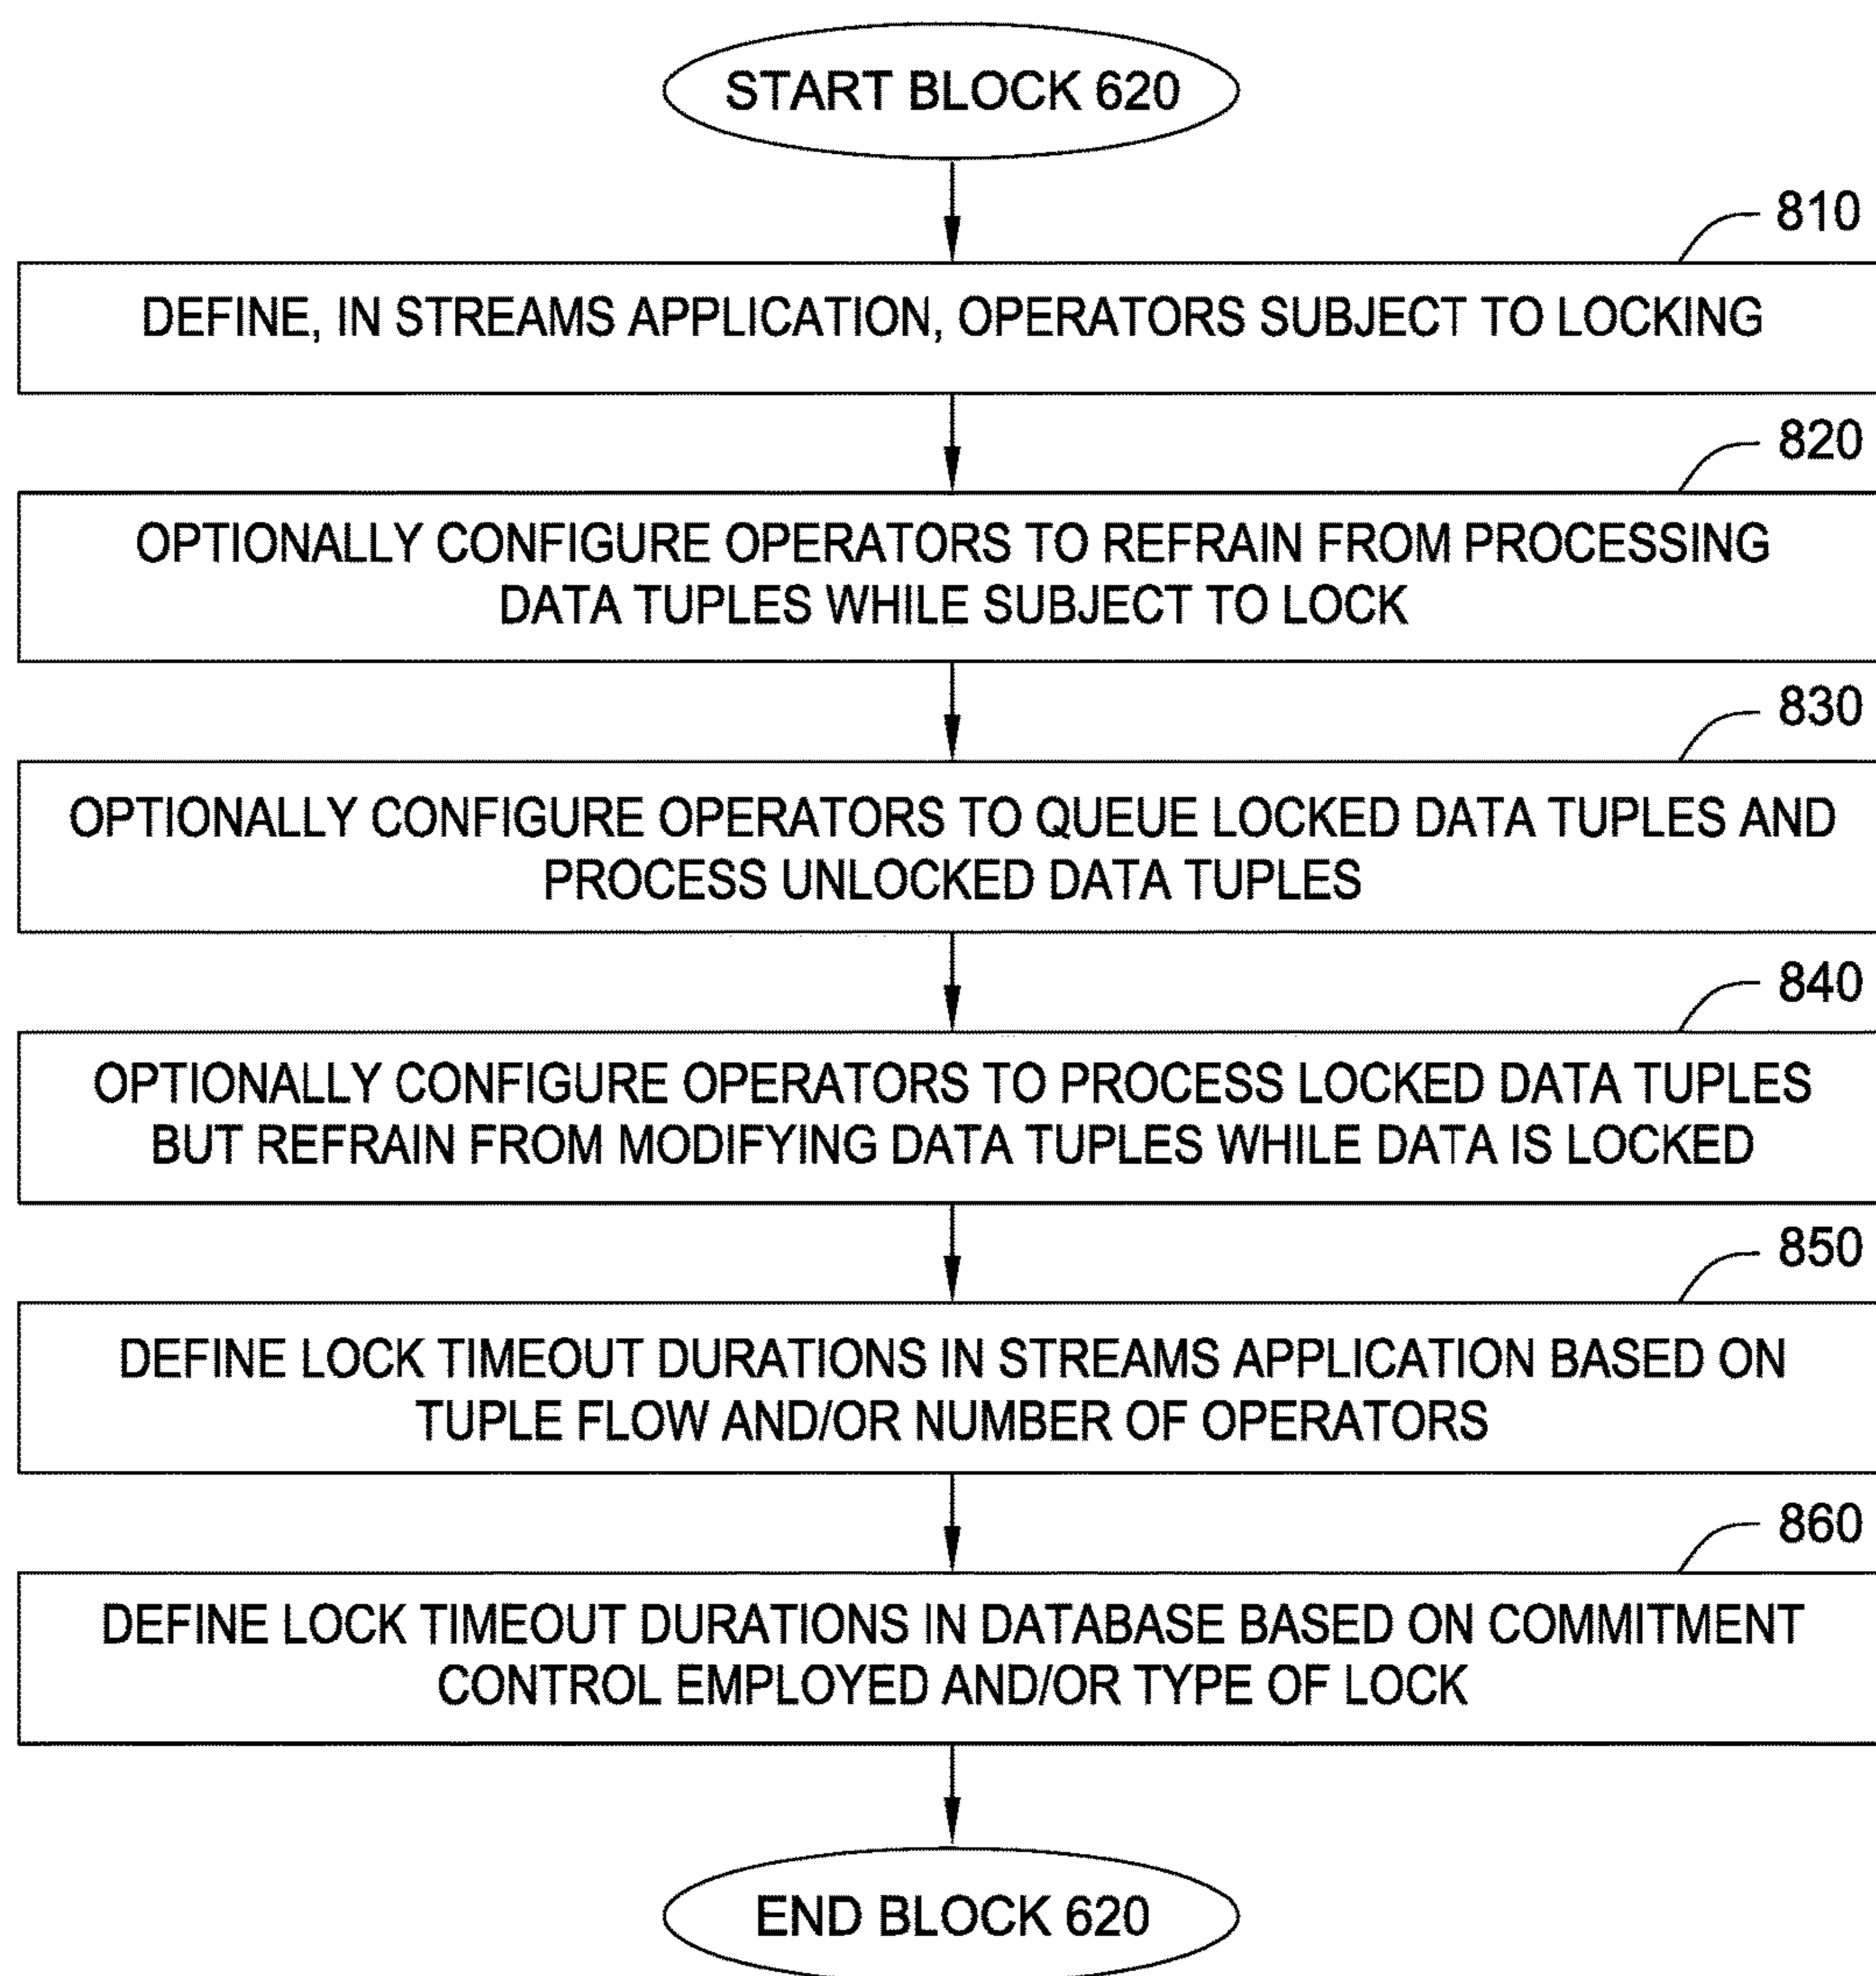 START BLOCK 620
810
DEFINE, IN STREAMS APPLICATION, OPERATORS SUBJECT TO LOCKING
820
OPTIONALLY CONFIGURE OPERATORS TO REFRAIN FROM PROCESSING
DATA TUPLES WHILE SUBJECT TO LOCK
830
OPTIONALLY CONFIGURE OPERATORS TO QUEUE LOCKED DATA TUPLES AND
PROCESS UNLOCKED DATA TUPLES
840
OPTIONALLY CONFIGURE OPERATORS TO PROCESS LOCKED DATA TUPLES
BUT REFRAIN FROM MODIFYING DATA TUPLES WHILE DATA IS LOCKED
850
DEFINE LOCK TIMEOUT DURATIONS IN STREAMS APPLICATION BASED ON
TUPLE FLOW AND/OR NUMBER OF OPERATORS
860
DEFINE LOCK TIMEOUT DURATIONS IN DATABASE BASED ON COMMITMENT
CONTROL EMPLOYED AND/OR TYPE OF LOCK
END BLOCK 620